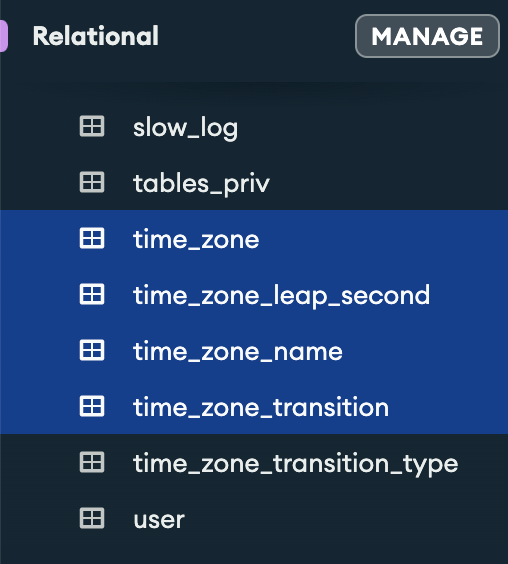 Relational
MANAGE
slow_log
tables_priv
time_zone
time_zone_leap_second
time_zone_name
time_zone_transition
time_zone_transition_type
user